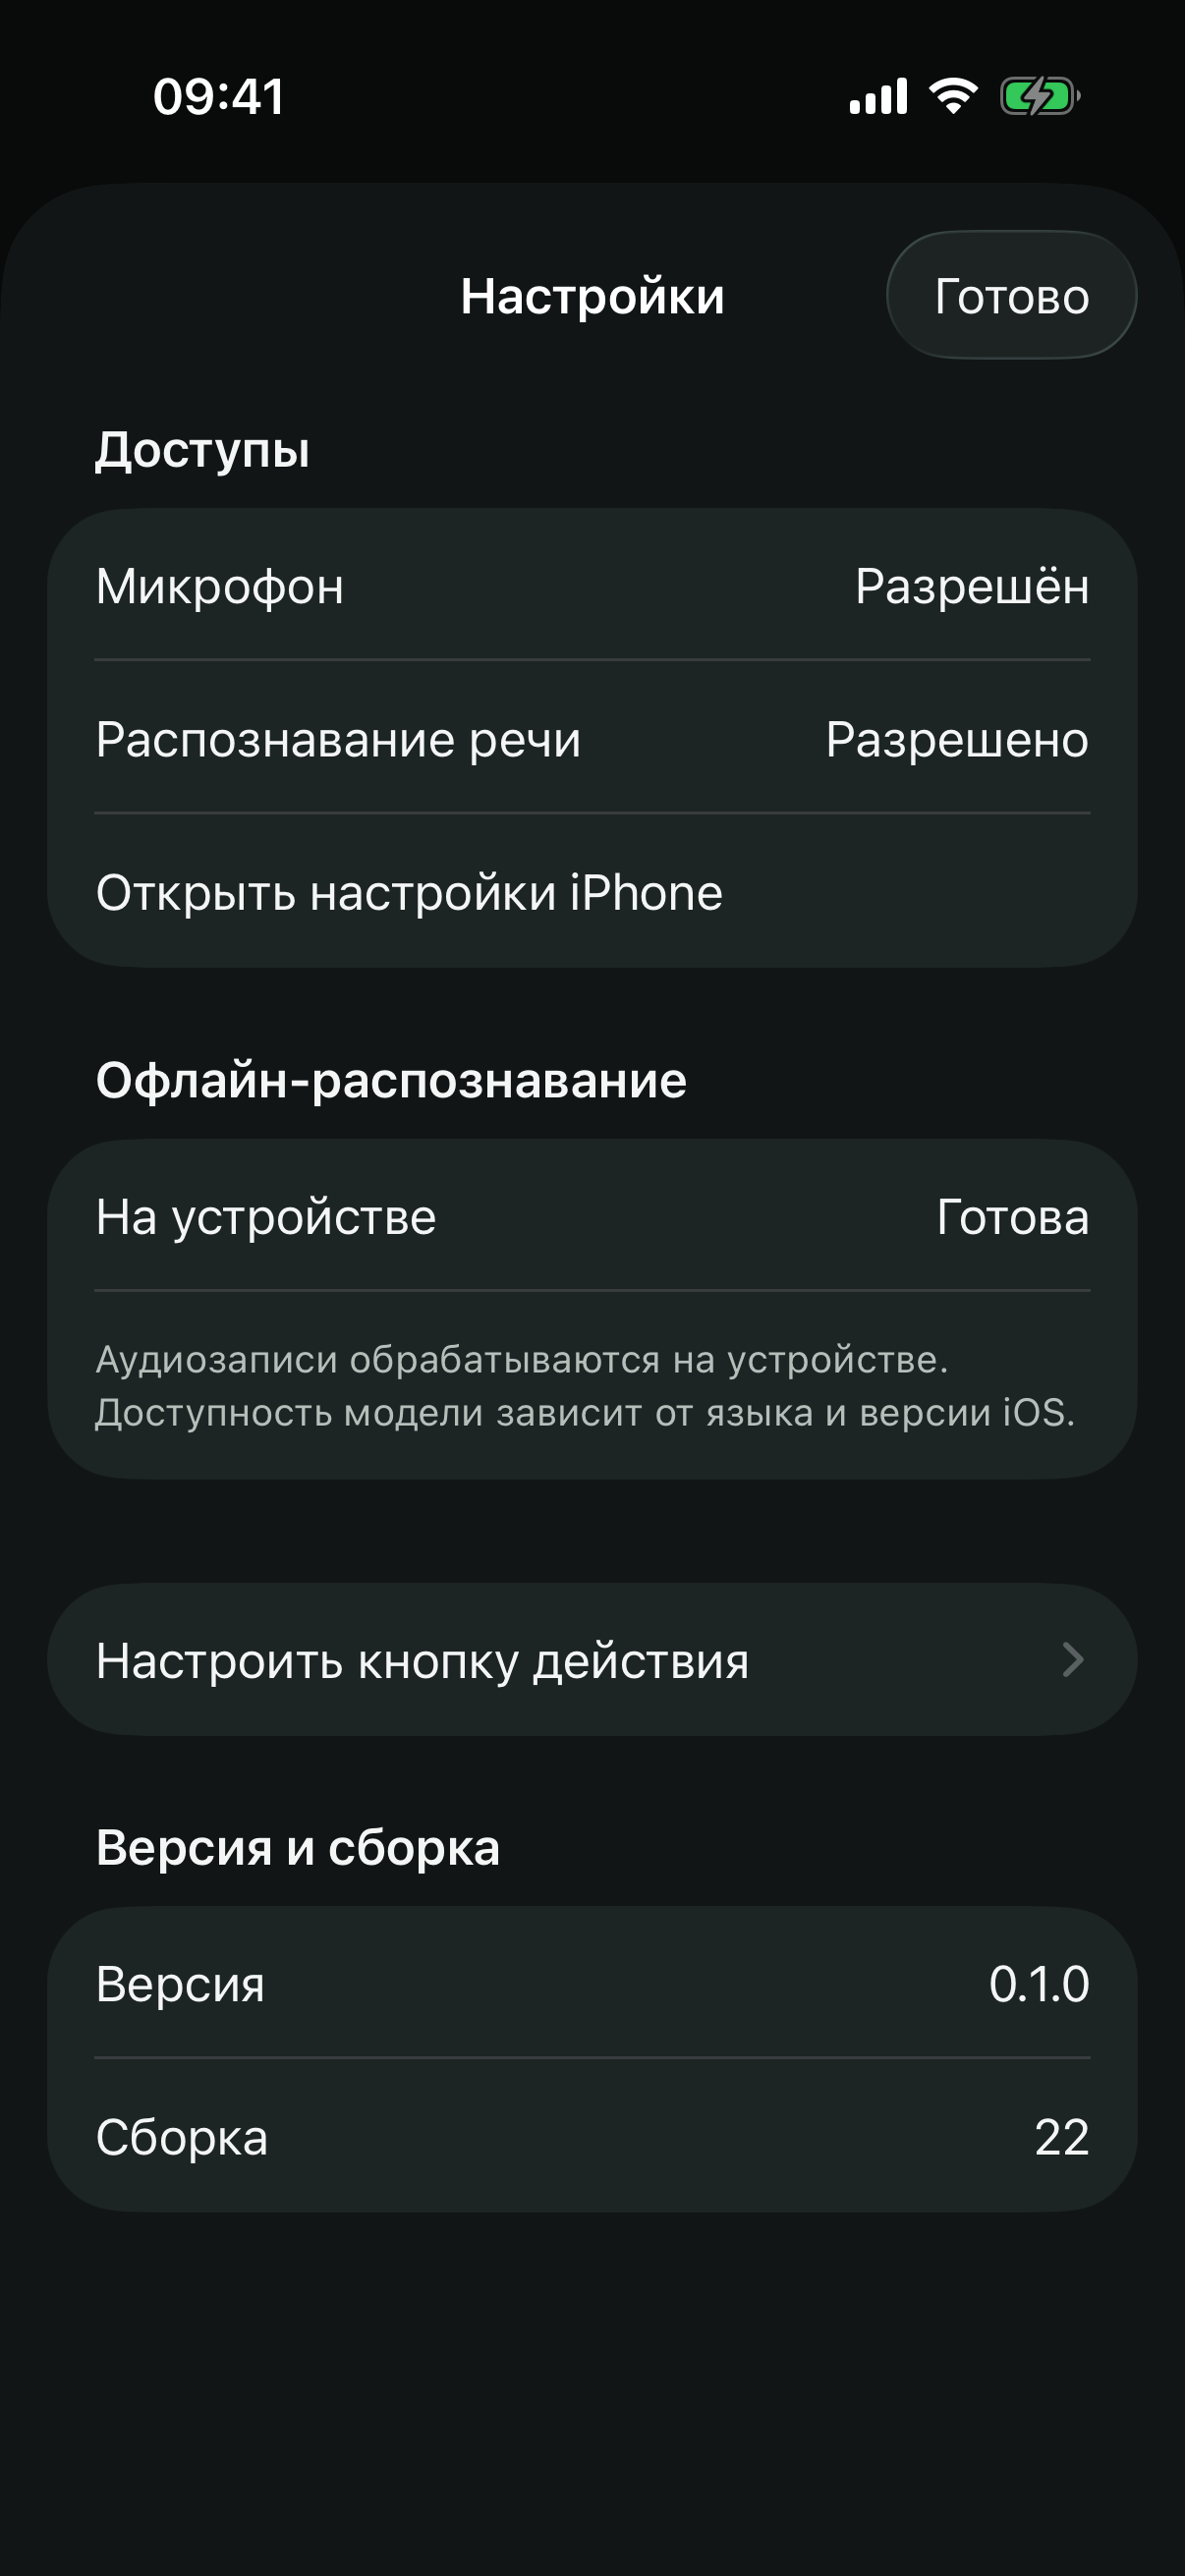 09:41
Настройки
Готово
Доступы
Микрофон Разрешён
Распознавание речи Разрешено
Открыть настройки iPhone
Офлайн-распознавание
На устройстве Готова
Аудиозаписи обрабатываются на устройстве.
Доступность модели зависит от языка и версии iOS.
Настроить кнопку действия
Версия и сборка
Версия 0.1.0
Сборка 22